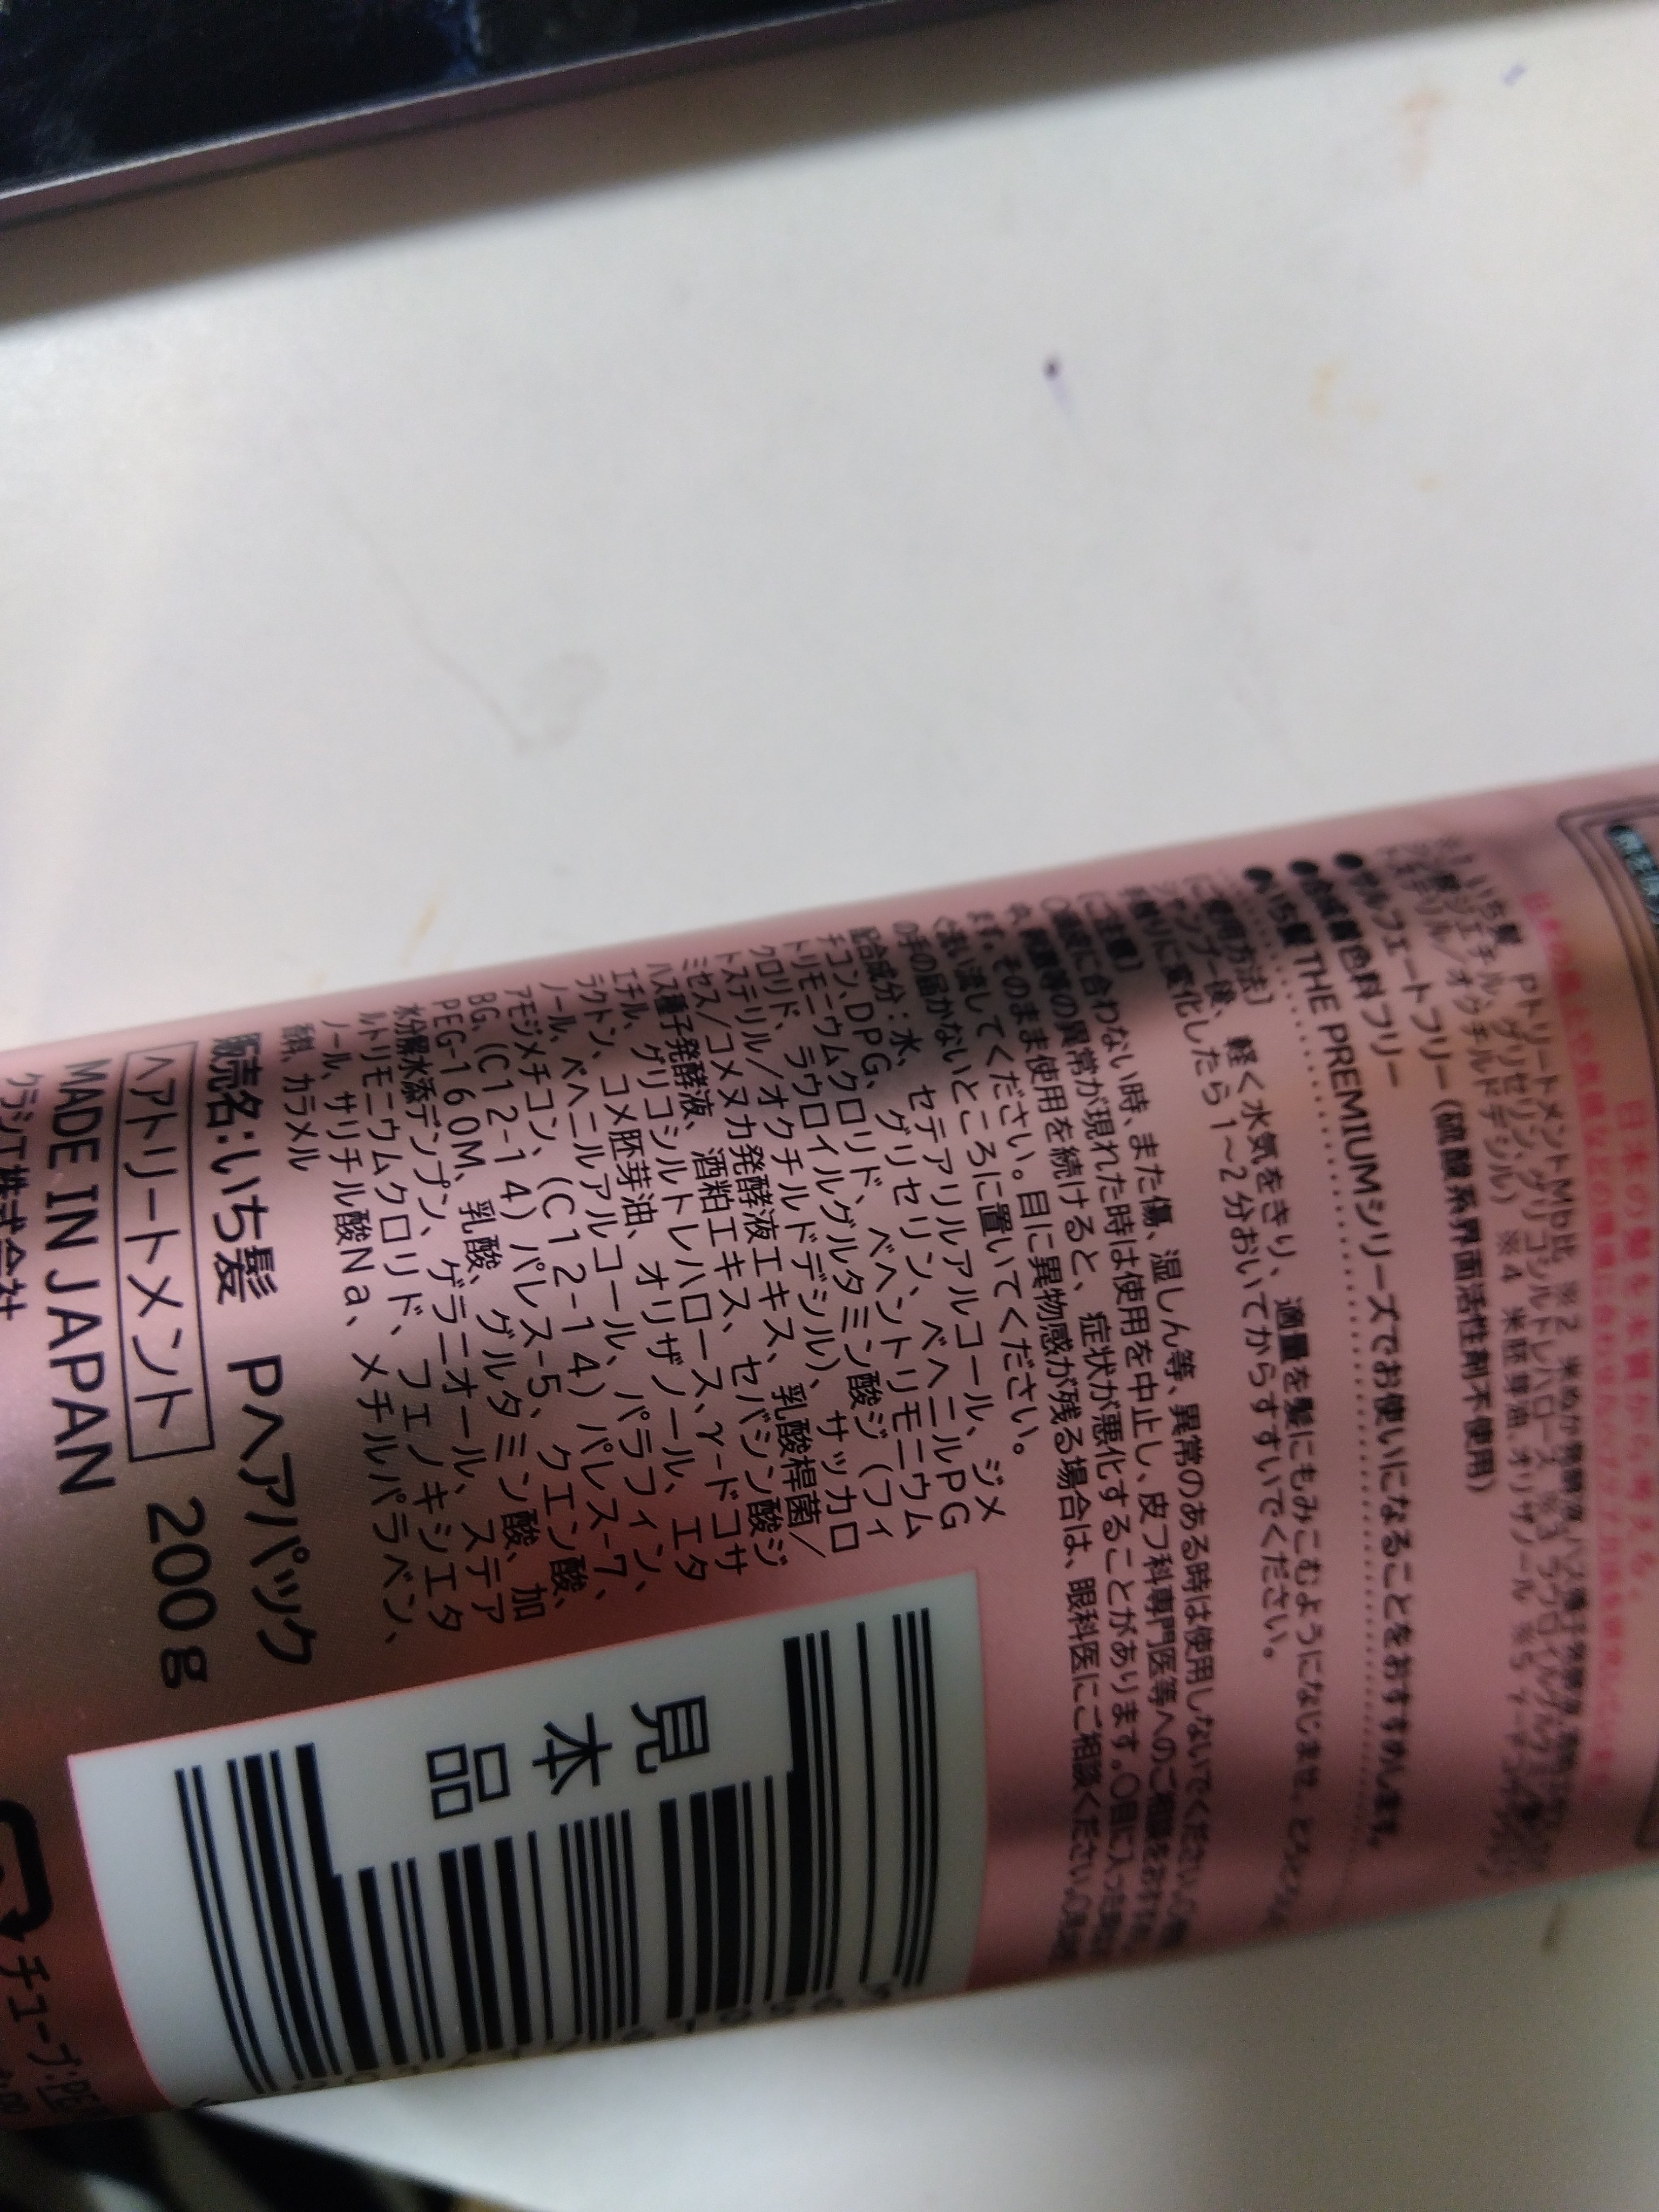 ●サルフェートフリー（硫酸系界面活性剤不使用）
●合成着色料フリー
●いち髪 THE PREMIUMシリーズでお使いになることをおすすめします。
［ご使用方法］ 軽く水気をきり、適量を髪にもみこむようになじませ、
手触りに変化したら1〜2分おいてからすすいでください。
［ご注意］
ない時、また傷、湿しん等、異常のある時は使用しないでください。
れ、刺激等の異常が現れた時は使用を中止し、皮フ科専門医等へのご相談をおすすめし
ます。そのまま使用を続けると、症状が悪化することがあります。○目に入った時は
く洗い流してください。目に異物感が残る場合は、眼科医にご相談ください。
の手の届かないところに置いてください。
配合成分：水、セテアリルアルコール、ジメ
チコン、DPG、グリセリン、ベヘニルPG
トリモニウムクロリド、ベヘントリモニウム
クロリド、ラウロイルグルタミン酸ジ（フィ
トステリル／オクチルドデシル）、サッカロ
ミセス／コメヌカ発酵液エキス、乳酸桿菌／
ハス種子発酵液、酒粕エキス、セバシン酸ジ
エチル、グリコシルトレハロース、γ－ドコサ
ラクトン、コメ胚芽油、オリザノール、エタ
ノール、ベヘニルアルコール、パラフィン、
アモジメチコン、（C12-14）パレス-7、
BG、（C12-14）パレス-5、クエン酸、
PEG-160M、乳酸、グルタミン酸、加
水分解水添デンプン、ゲラニオール、ステア
ルトリモニウムクロリド、フェノキシエタ
ノール、サリチル酸Na、メチルパラベン、
香料、カラメル
販売名：いち髪 Pヘアパック
ヘアトリートメント 200g
MADE IN JAPAN
クラシエ株式会社
見本品
チューブ:PE